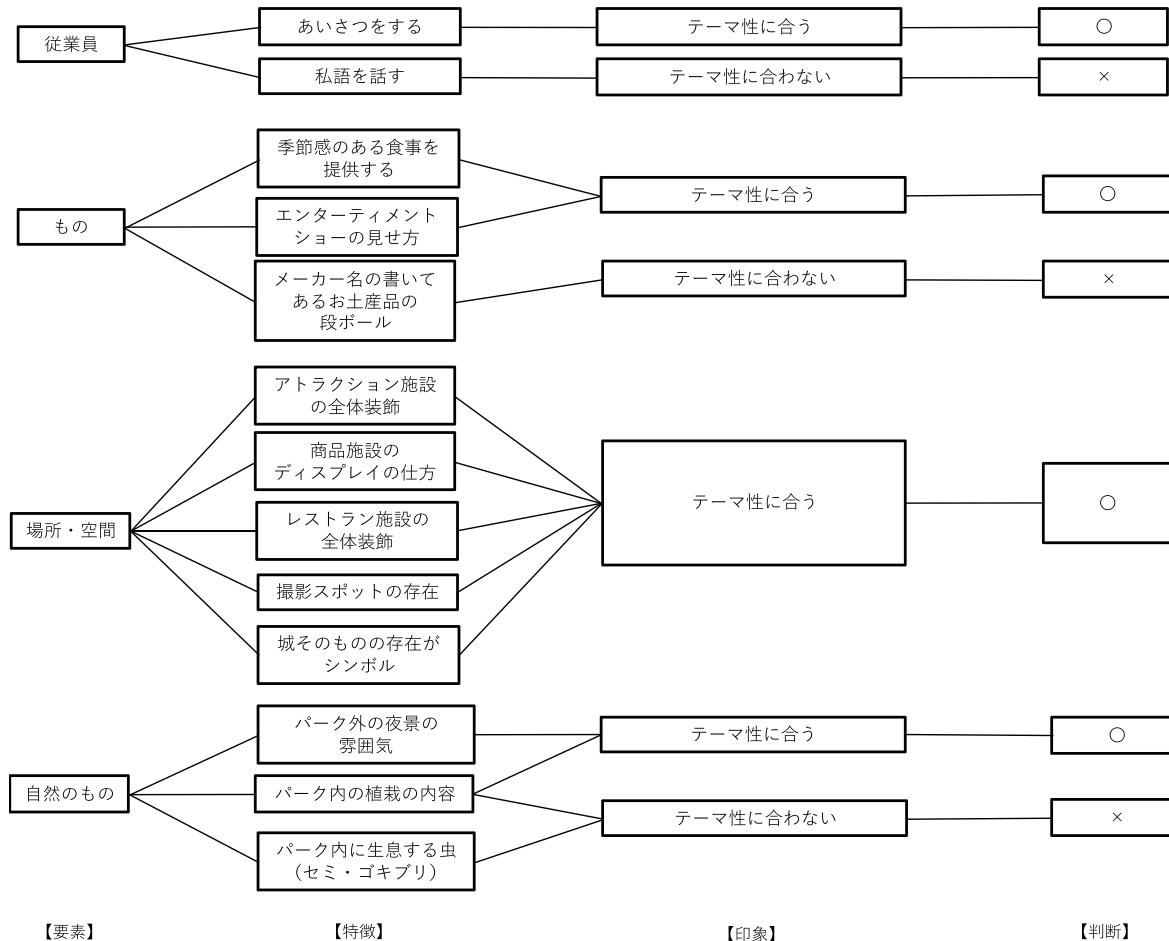 従業員
あいさつをする
テーマ性に合う
○
私語を話す
テーマ性に合わない
×
もの
季節感のある食事を
提供する
エンターティメント
ショーの見せ方
テーマ性に合う
○
メーカー名の書いて
あるお土産品の
段ボール
テーマ性に合わない
×
場所・空間
アトラクション施設
の全体装飾
商品施設の
ディスプレイの仕方
レストラン施設の
全体装飾
撮影スポットの存在
城そのものの存在が
シンボル
テーマ性に合う
○
自然のもの
パーク外の夜景の
雰囲気
パーク内の植栽の内容
パーク内に生息する虫
（セミ・ゴキブリ）
テーマ性に合う
○
テーマ性に合わない
×
【要素】
【特徴】
【印象】
【判断】